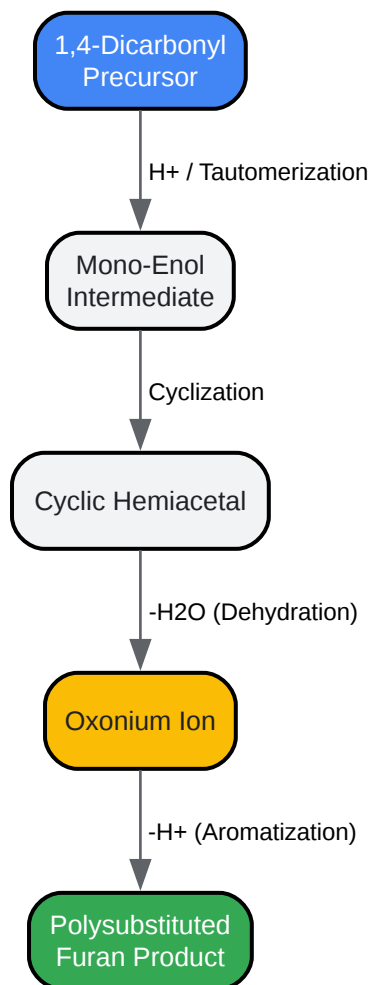 1,4-Dicarbonyl
Precursor
H+ / Tautomerization
Mono-Enol
Intermediate
Cyclization
Cyclic Hemiacetal
-H2O (Dehydration)
Oxonium Ion
-H+ (Aromatization)
Polysubstituted
Furan Product